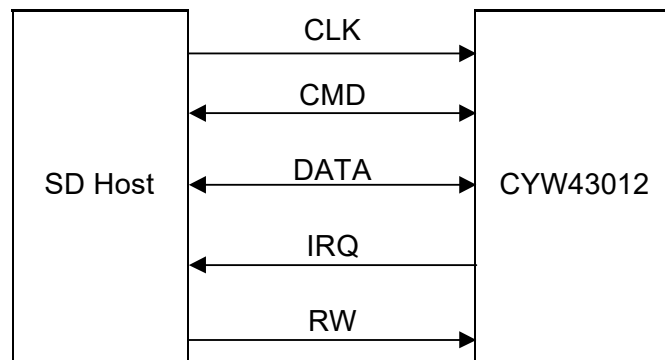 CLK
CMD
SD Host
DATA
CYW43012
IRQ
RW